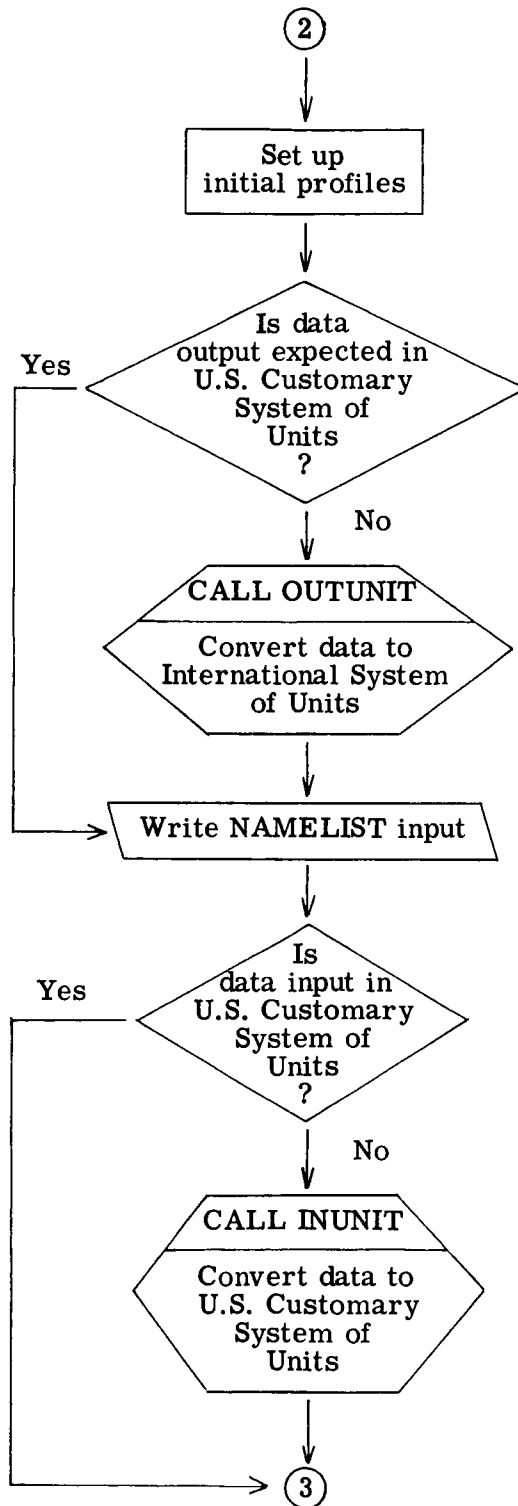 2
Set up
initial profiles
Is data
output expected in
U.S. Customary
System of
Units
?
Yes
No
CALL OUTUNIT
Convert data to
International System
of Units
Write NAMELIST input
Is
data input in
U.S. Customary
System of
Units
?
Yes
No
CALL INUNIT
Convert data to
U.S. Customary
System of
Units
3